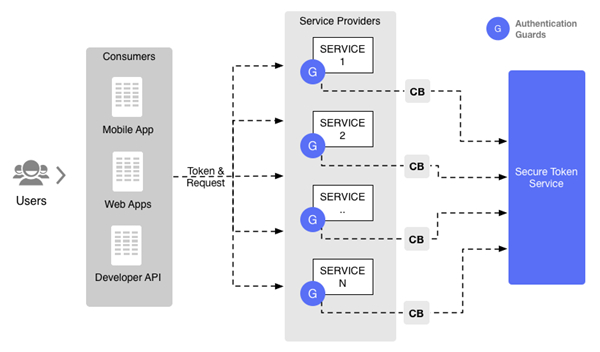 Service Providers
G
Authentication
Guards
Consumers
SERVICE
1
G
CB
Mobile App
SERVICE
2
G
CB
Users
Web Apps
Token &
Request
Secure Token
Service
SERVICE
..
G
CB
Developer API
SERVICE
N
G
CB